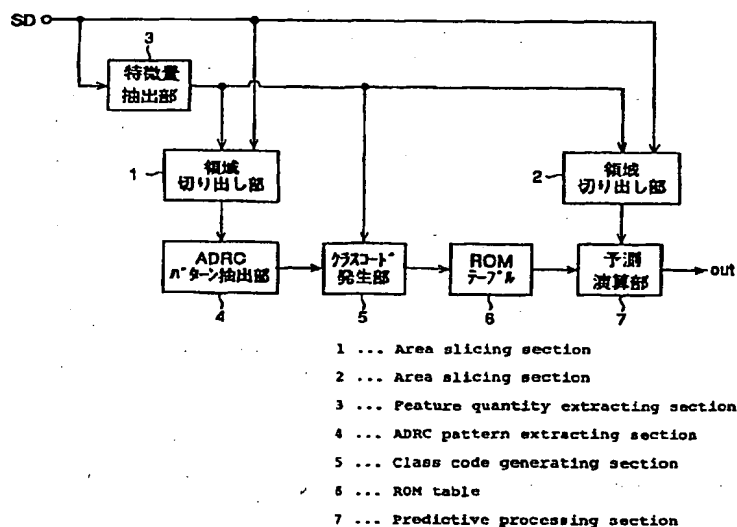 SD
3
特徴量
抽出部
1
領域
切り出し部
2
領域
切り出し部
ADRC
パターン抽出部
クラスコード
発生部
ROM
テーブル
予測
演算部
out
4
5
6
7
1 ... Area slicing section
2 ... Area slicing section
3 ... Feature quantity extracting section
4 ... ADRC pattern extracting section
5 ... Class code generating section
6 ... ROM table
7 ... Predictive processing section